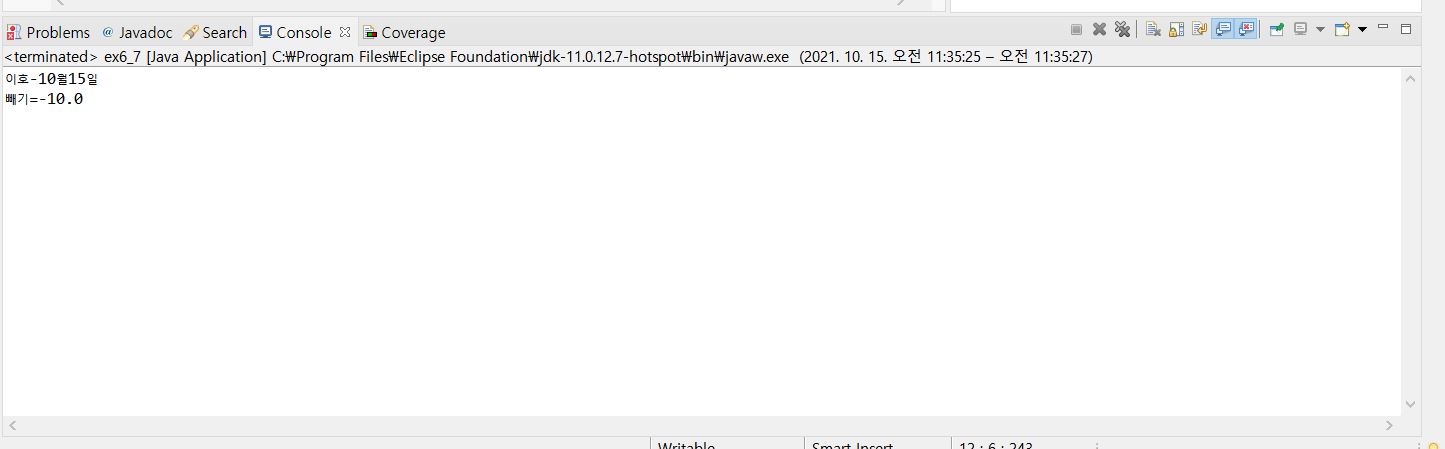 Problems @ Javadoc Search Console Coverage
<terminated> ex6_7 [Java Application] C:₩Program Files₩Eclipse Foundation₩jdk-11.0.12.7-hotspot₩bin₩javaw.exe (2021. 10. 15. 오전 11:35:25 – 오전 11:35:27)
이호-10월15일
빼기=-10.0
Writable Smart Insert 12 : 6 : 243